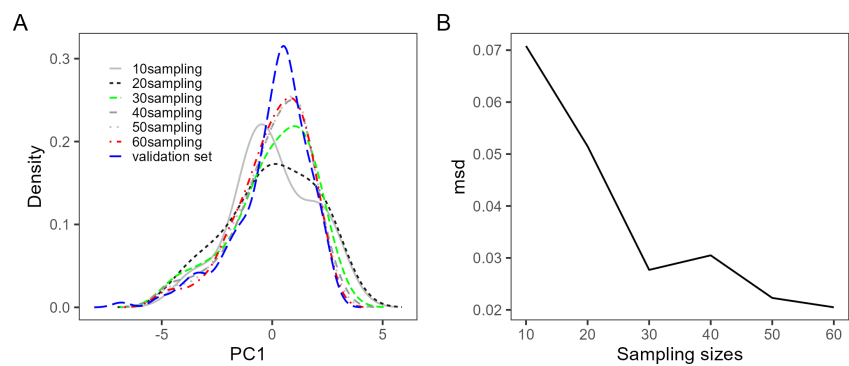 A
0.3
0.2
0.1
0.0
Density
10sampling
20sampling
30sampling
40sampling
50sampling
60sampling
validation set
-5 0 5
PC1
B
0.07
0.06
0.05
0.04
0.03
0.02
msd
10 20 30 40 50 60
Sampling sizes